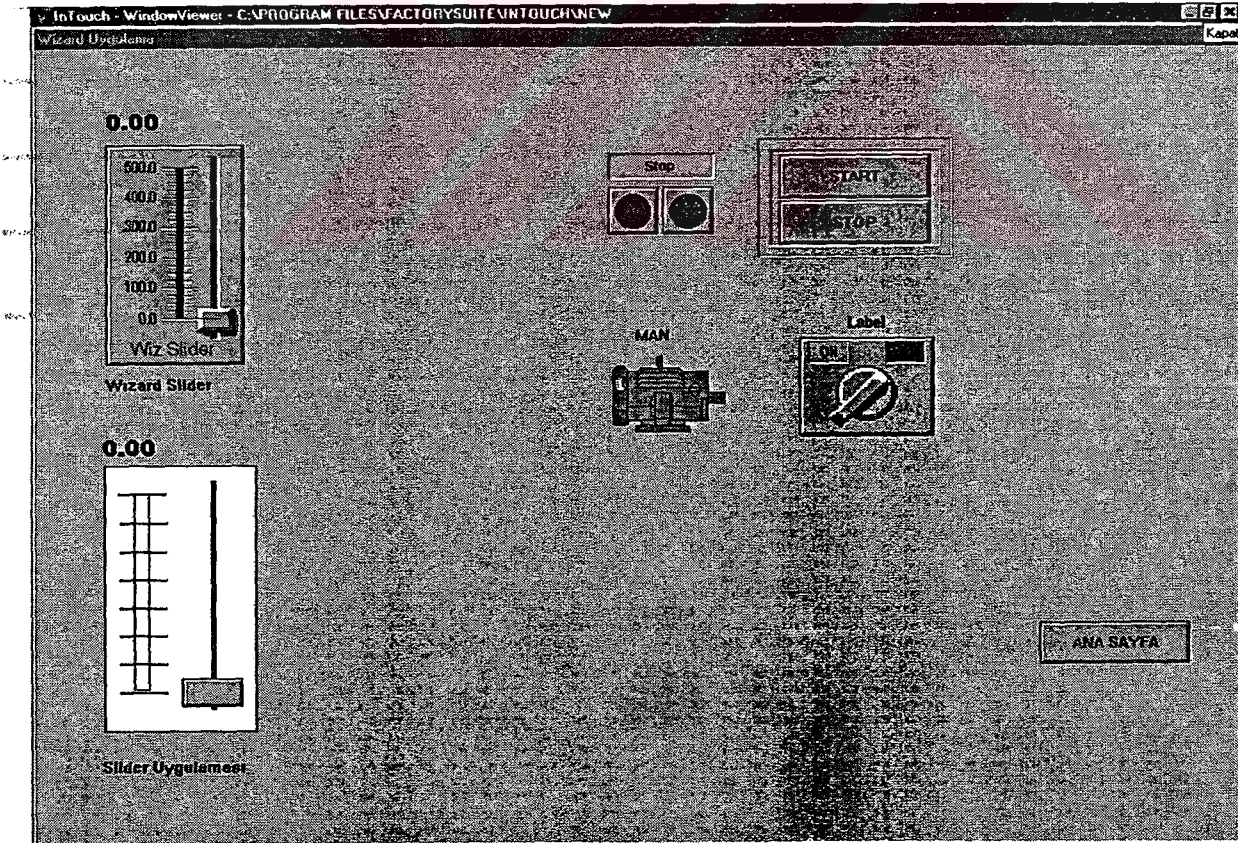 InTouch - WindowViewer - C:\PROGRAM FILES\FACTORYSUITE\INTOUCH\NEW
Wizard Uygulama
Kapat
0.00
500.0
400.0
300.0
200.0
100.0
0.0
Wiz Slider
Wizard Slider
0.00
Slider Uygulaması
Stop
START
STOP
MAN
Label
ON
ANA SAYFA